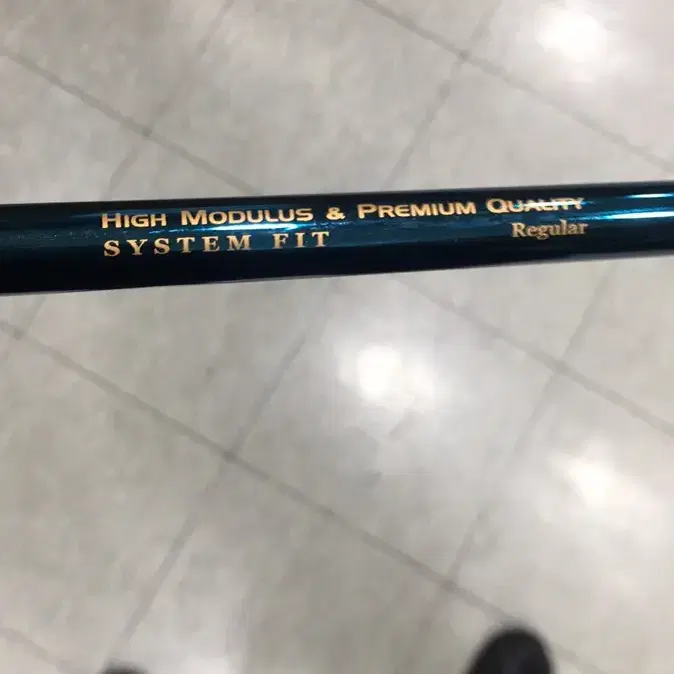 HIGH MODULUS & PREMIUM QUALITY
SYSTEM FIT
Regular